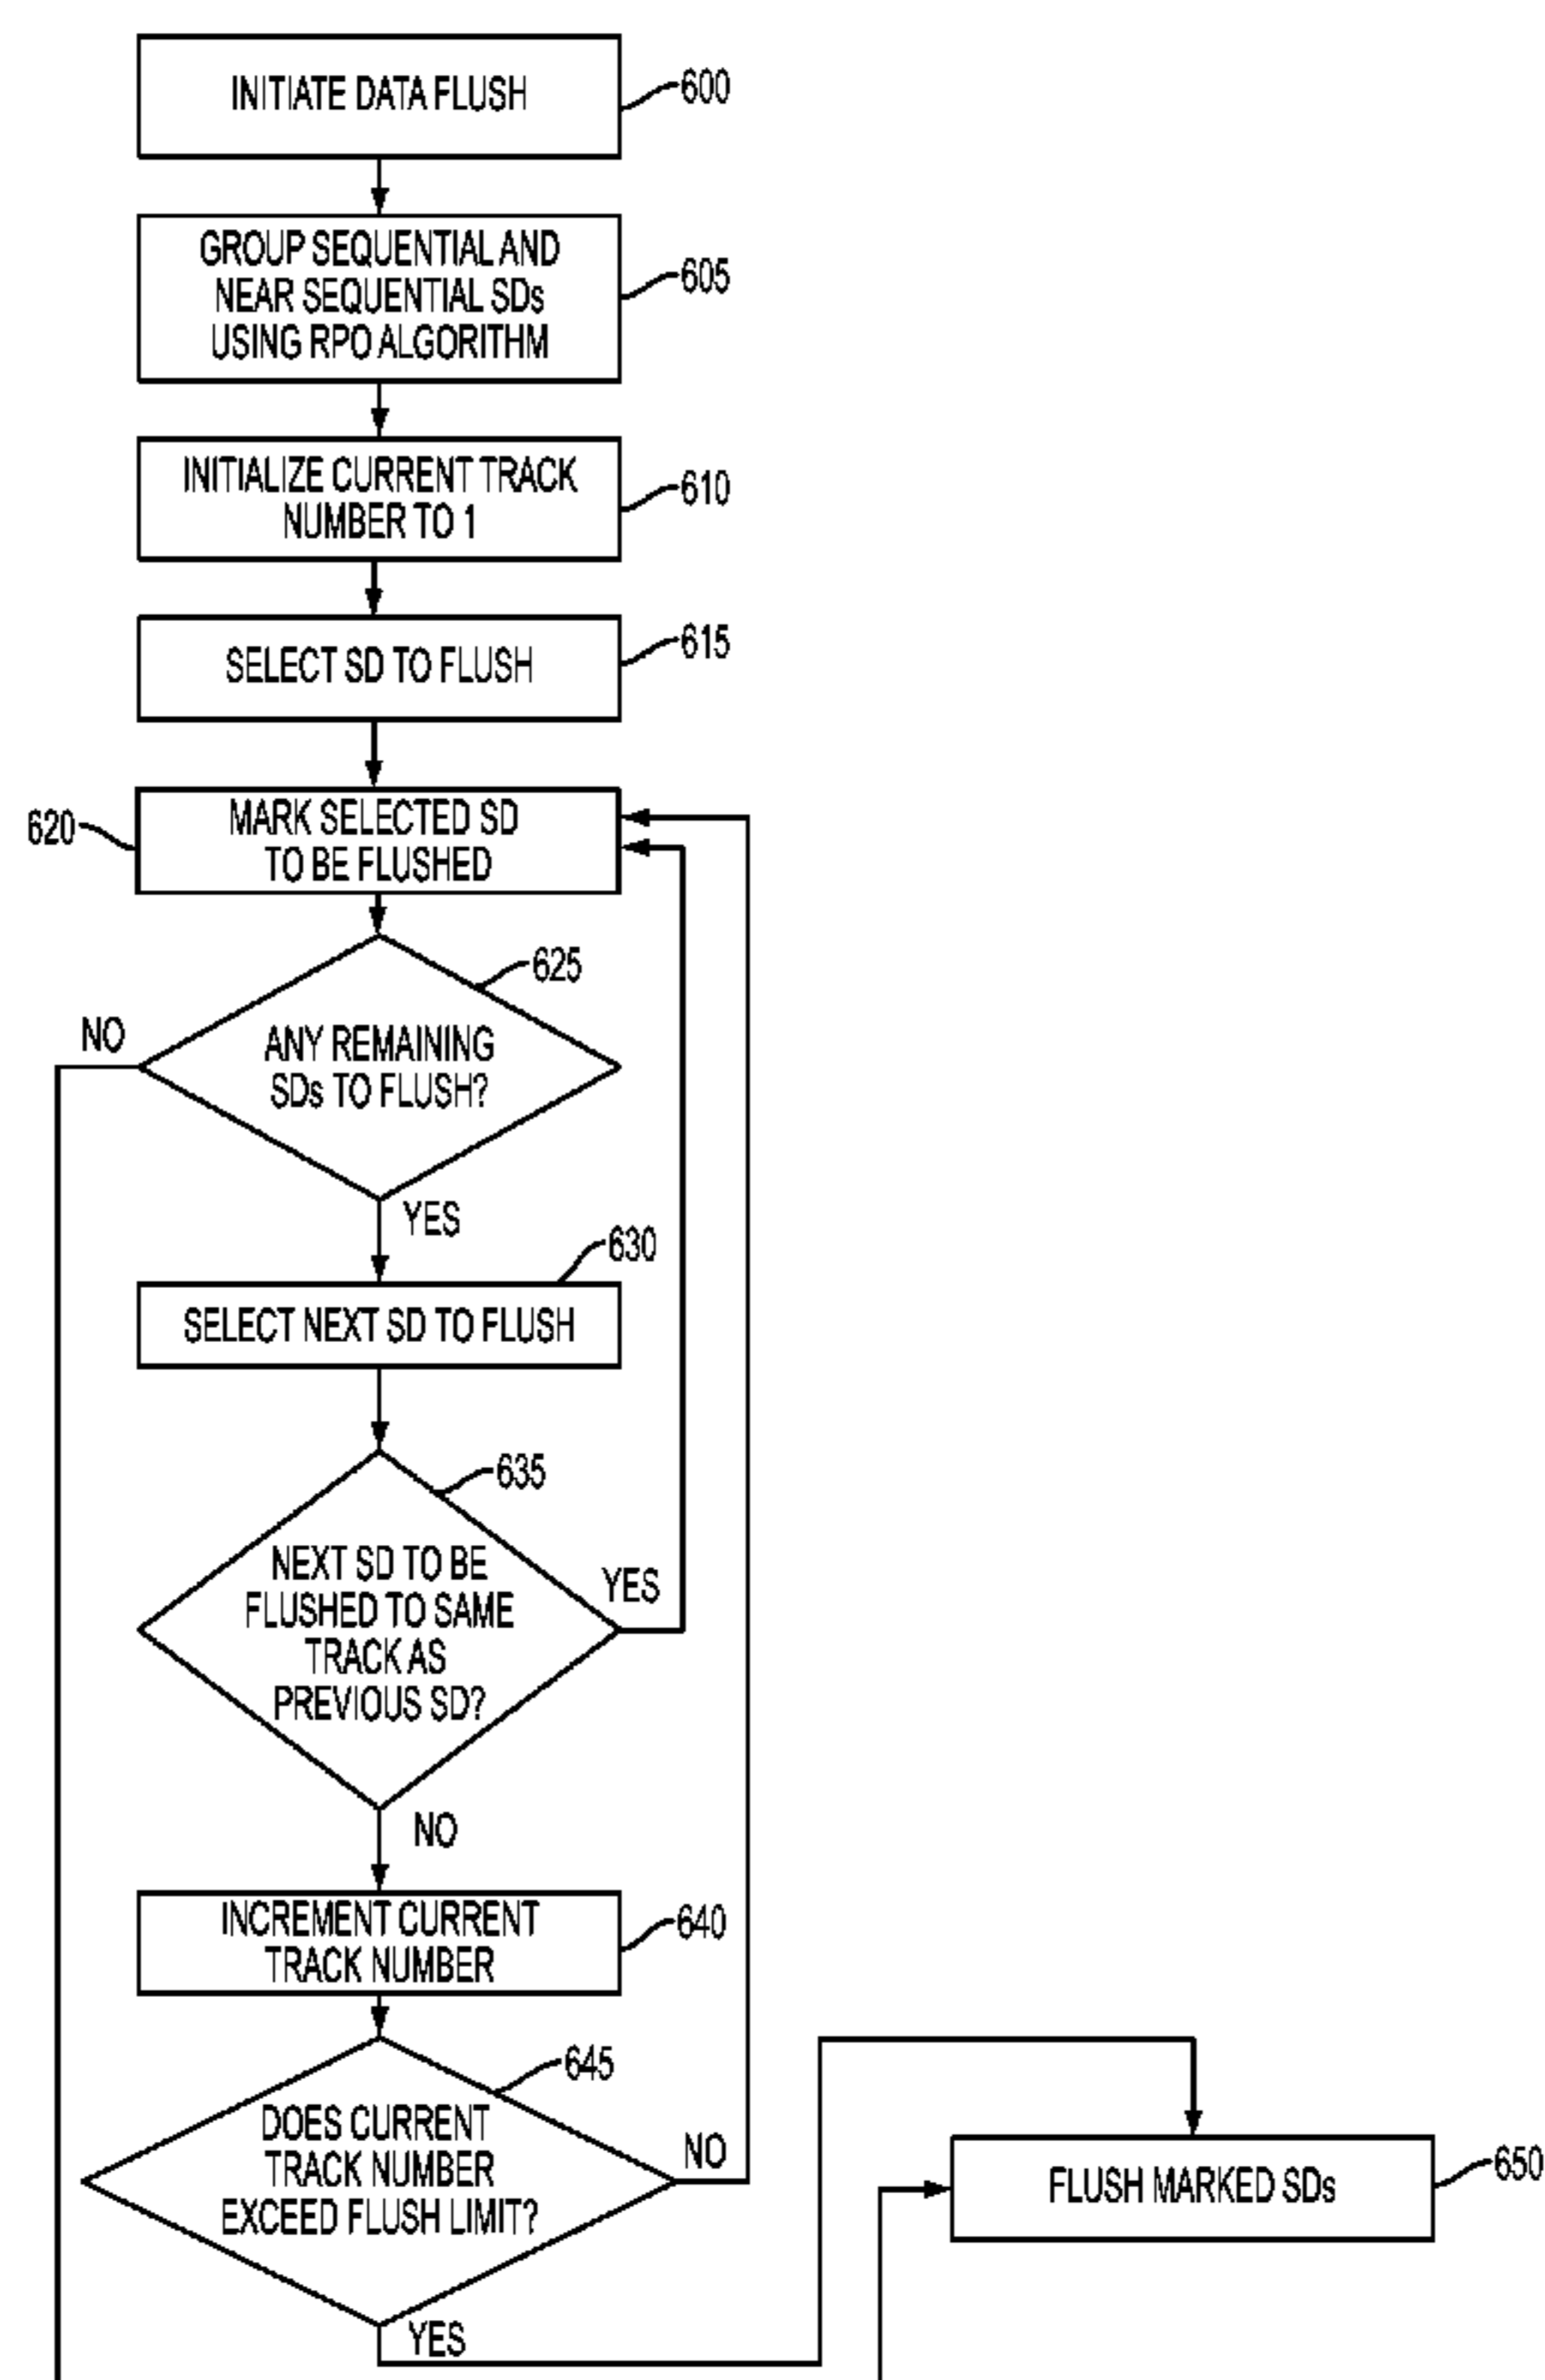 INITIATE DATA FLUSH
600
GROUP SEQUENTIAL AND
NEAR SEQUENTIAL SDs
USING RPO ALGORITHM
605
INITIALIZE CURRENT TRACK
NUMBER TO 1
610
SELECT SD TO FLUSH
615
620
MARK SELECTED SD
TO BE FLUSHED
625
NO
ANY REMAINING
SDs TO FLUSH?
YES
630
SELECT NEXT SD TO FLUSH
635
NEXT SD TO BE
FLUSHED TO SAME
TRACK AS
PREVIOUS SD?
YES
NO
INCREMENT CURRENT
TRACK NUMBER
640
645
DOES CURRENT
TRACK NUMBER
EXCEED FLUSH LIMIT?
NO
YES
FLUSH MARKED SDs
650